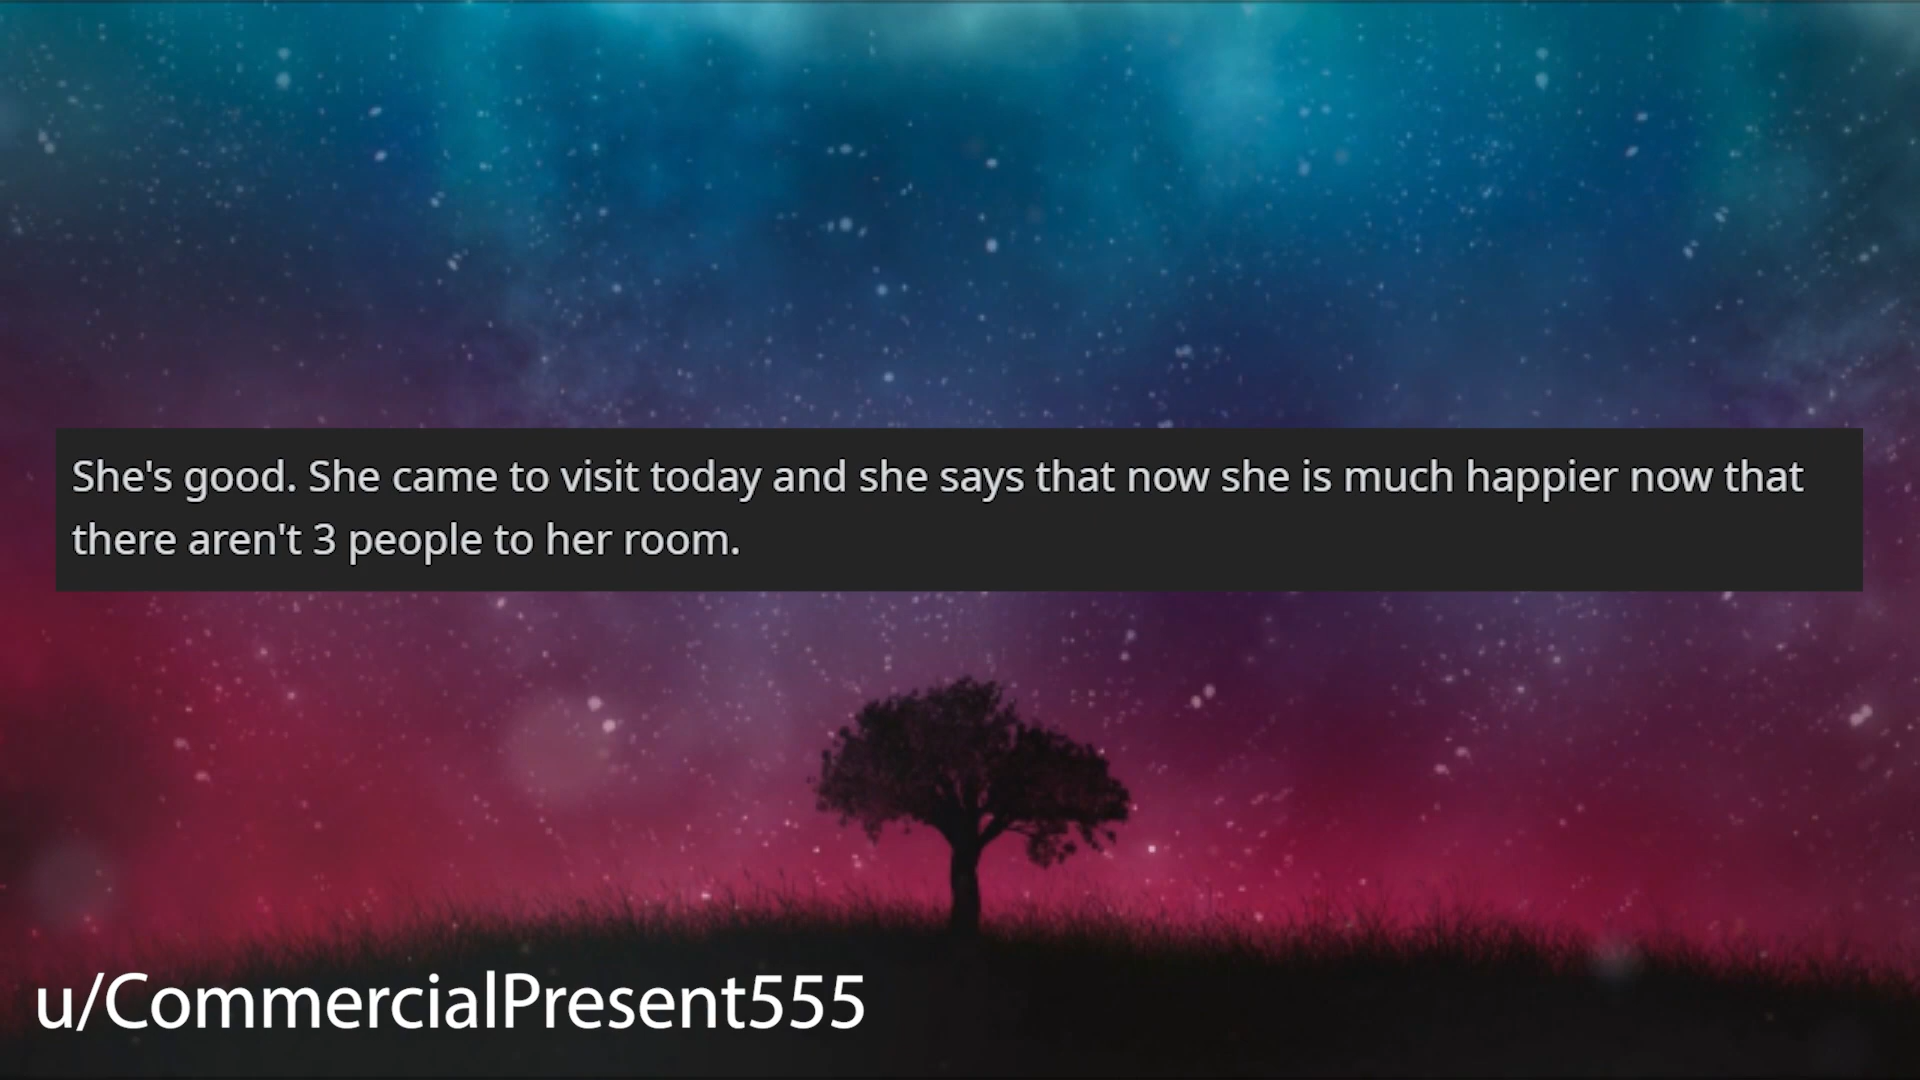 She's good. She came to visit today and she says that now she is much happier now that
there aren't 3 people to her room.
u/CommercialPresent555